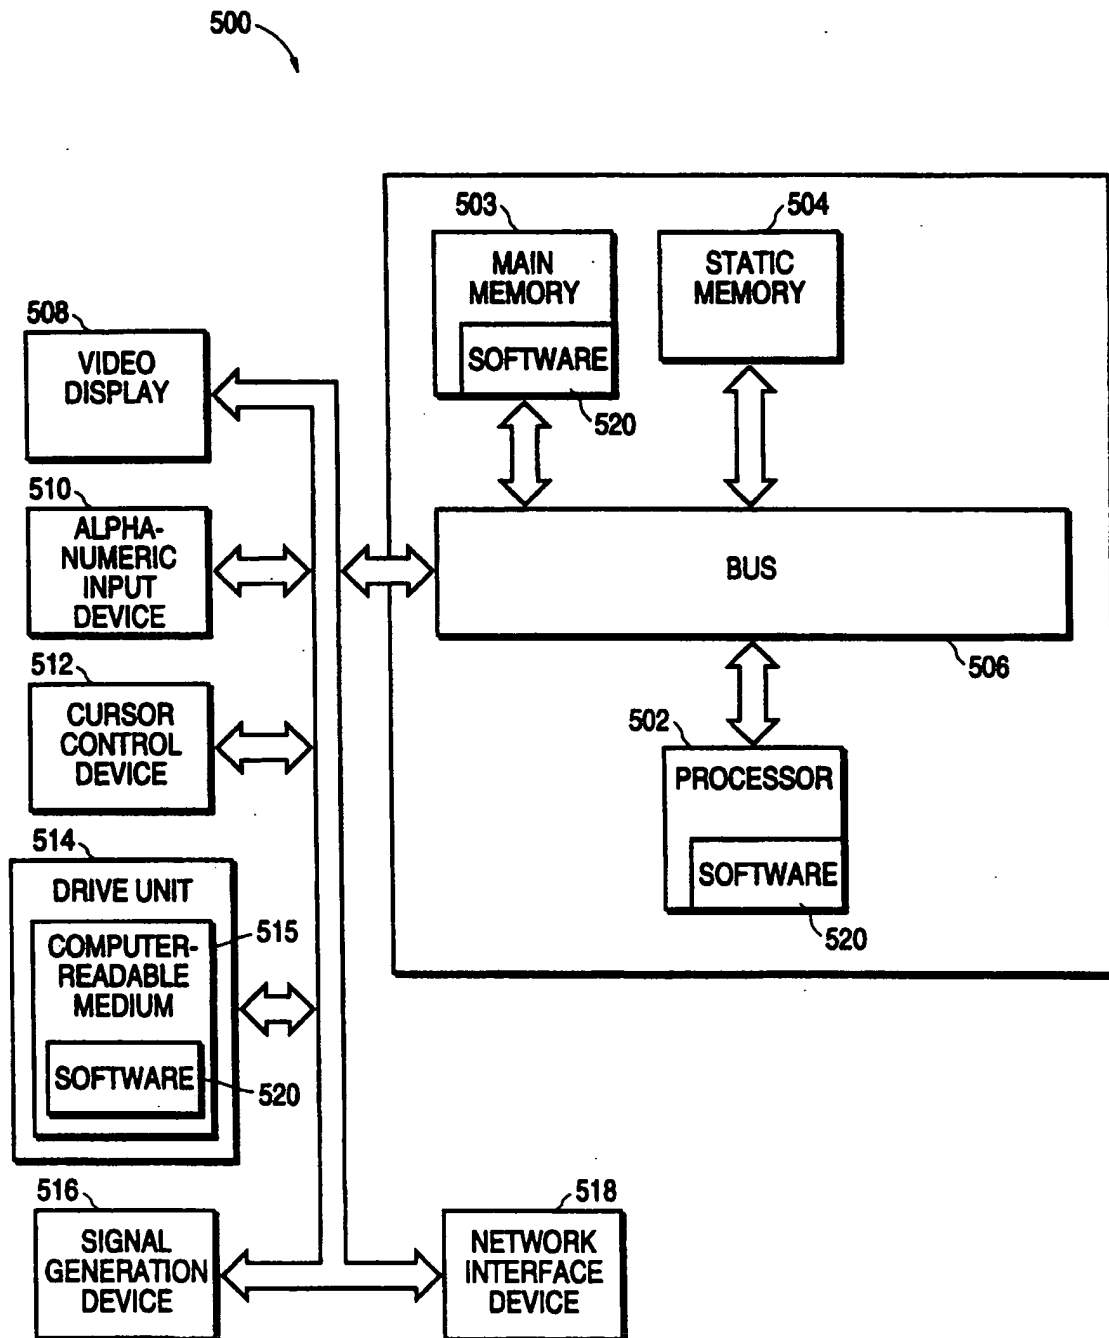 500
503
MAIN
MEMORY
SOFTWARE
520
504
STATIC
MEMORY
508
VIDEO
DISPLAY
510
ALPHA-
NUMERIC
INPUT
DEVICE
BUS
506
512
CURSOR
CONTROL
DEVICE
502
PROCESSOR
SOFTWARE
520
514
DRIVE UNIT
COMPUTER-
READABLE
MEDIUM
515
SOFTWARE
520
516
SIGNAL
GENERATION
DEVICE
518
NETWORK
INTERFACE
DEVICE